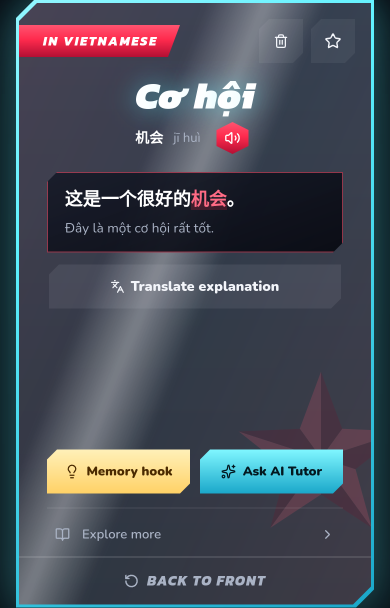 IN VIETNAMESE
Cơ hội
机会 jī huì
这是一个很好的机会。
Đây là một cơ hội rất tốt.
Translate explanation
Memory hook
Ask AI Tutor
Explore more
BACK TO FRONT